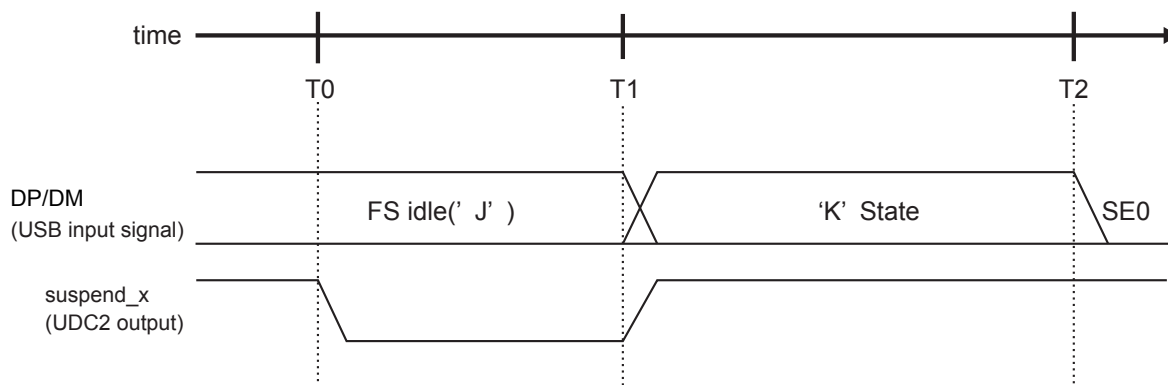 time
T0
T1
T2
DP/DM
(USB input signal)
FS idle(' J' )
‘K’ State
SE0
suspend_x
(UDC2 output)